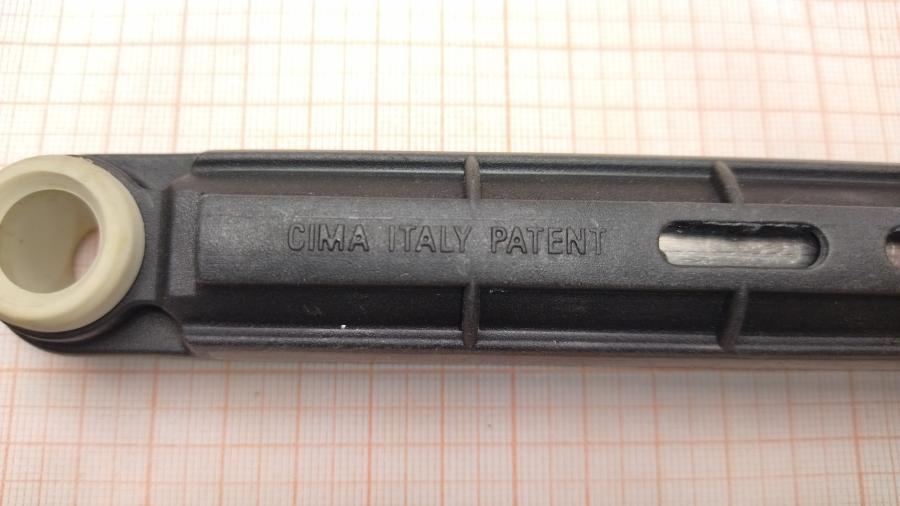 CIMA ITALY PATENT